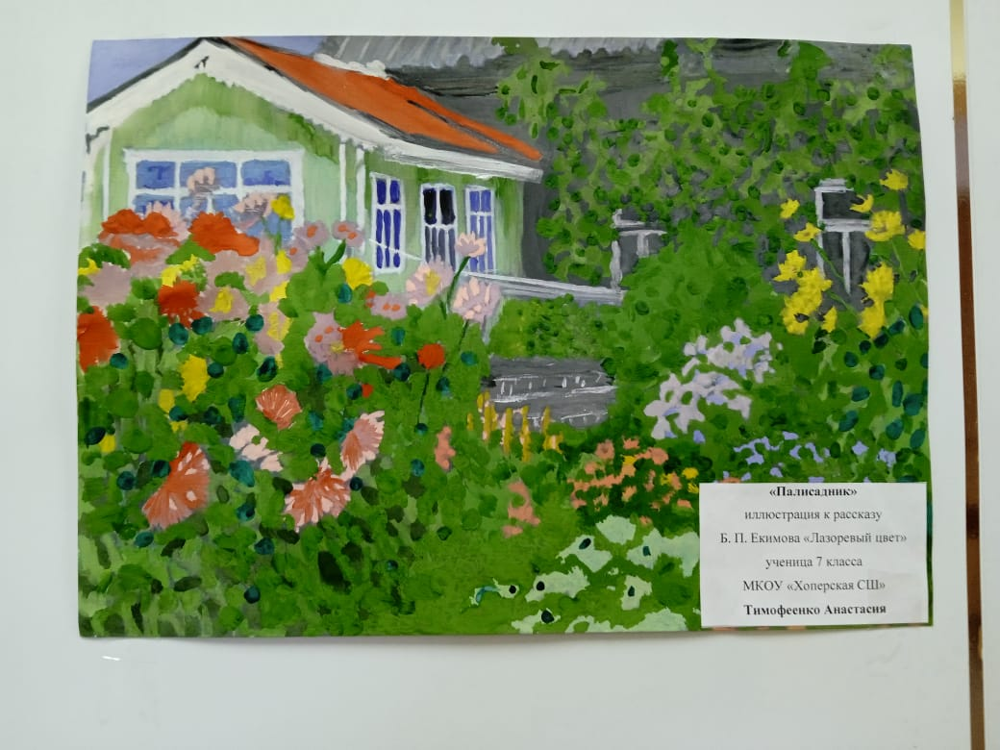 «Палисадник»
иллюстрация к рассказу
Б. П. Екимова «Лазоревый цвет»
ученица 7 класса
МКОУ «Хоперская СШ»
Тимофеенко Анастасия